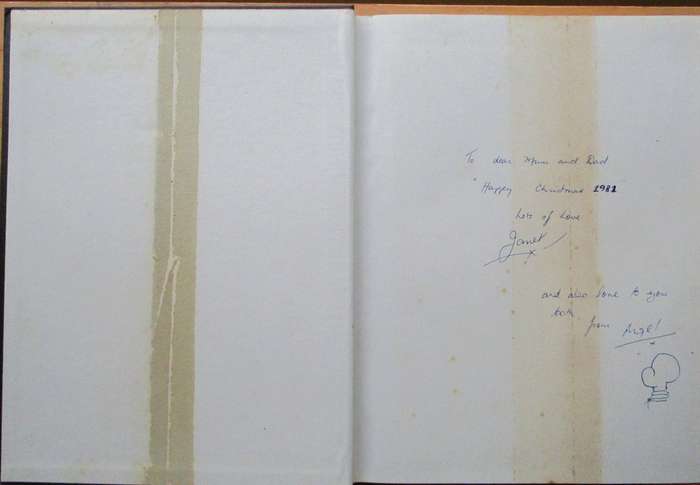 To dear Mum and Dad
"Happy Christmas 1981
Lots of Love
Janet
x
and also love to you
both
from Nigel
x